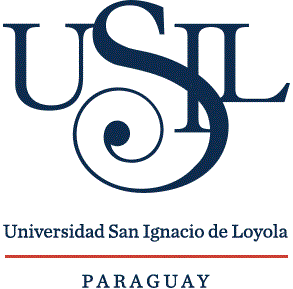 USIL
Universidad San Ignacio de Loyola
PARAGUAY